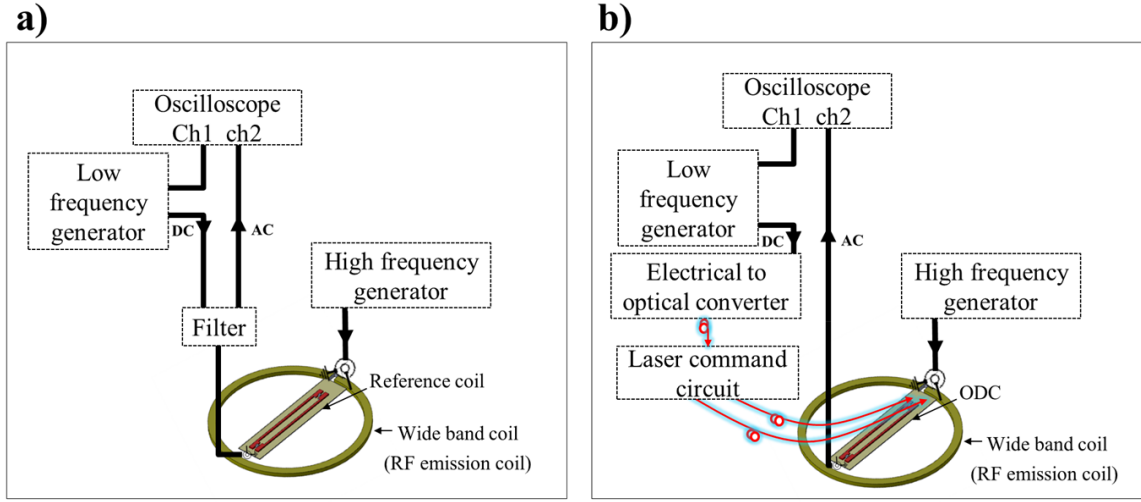 a)
Oscilloscope
Ch1 ch2
Low
frequency
generator
DC
AC
High frequency
generator
Filter
Reference coil
Wide band coil
(RF emission coil)
b)
Oscilloscope
Ch1 ch2
Low
frequency
generator
DC
AC
Electrical to
optical converter
High frequency
generator
Laser command
circuit
ODC
Wide band coil
(RF emission coil)